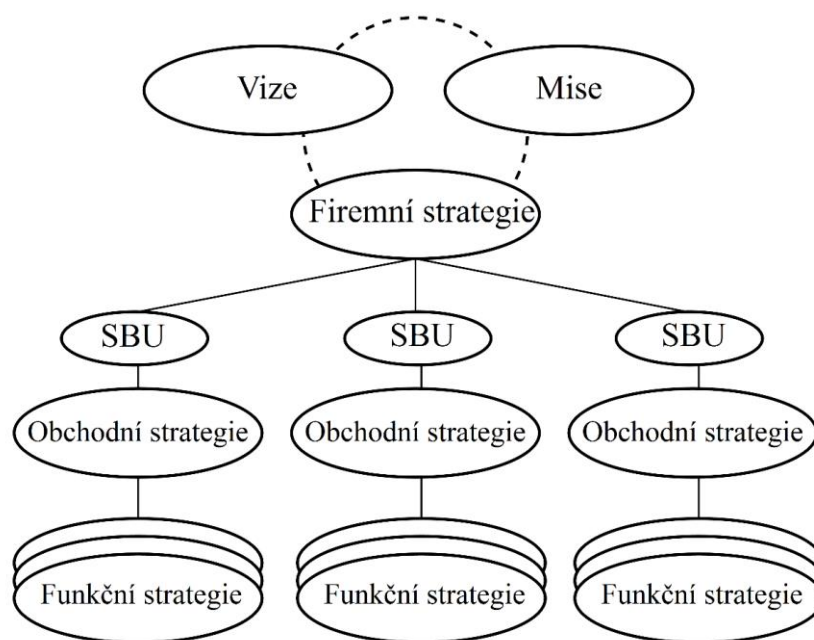 Vize
Mise
Firemní strategie
SBU
SBU
SBU
Obchodní strategie
Obchodní strategie
Obchodní strategie
Funkční strategie
Funkční strategie
Funkční strategie